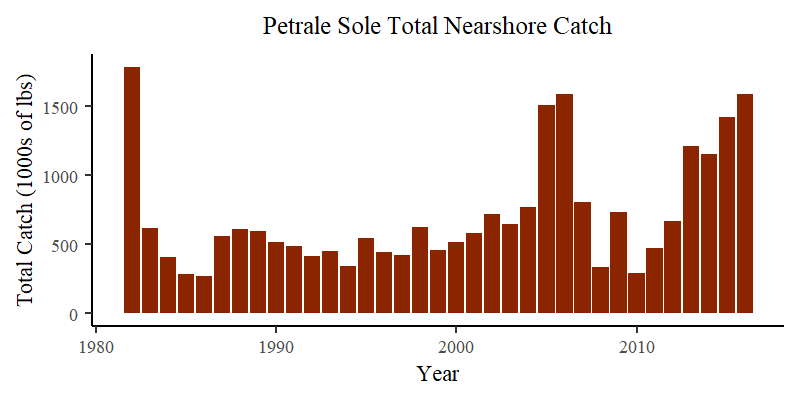 Petrale Sole Total Nearshore Catch
Total Catch (1000s of lbs)
1500
1000
500
0
1980
1990
2000
2010
Year